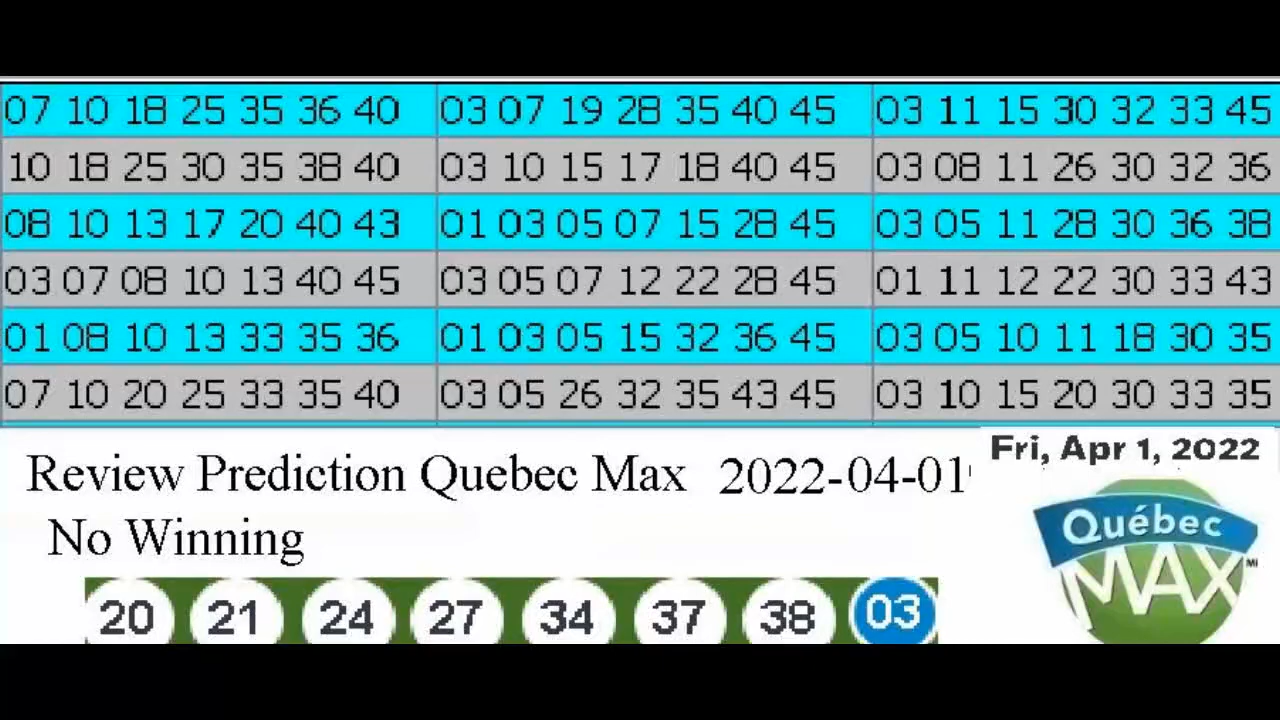 07 10 18 25 35 36 40 03 07 19 28 35 40 45 03 11 15 30 32 33 45
10 18 25 30 35 38 40 03 10 15 17 18 40 45 03 08 11 26 30 32 36
08 10 13 17 20 40 43 01 03 05 07 15 28 45 03 05 11 28 30 36 38
03 07 08 10 13 40 45 03 05 07 12 22 28 45 01 11 12 22 30 33 43
01 08 10 13 33 35 36 01 03 05 15 32 36 45 03 05 10 11 18 30 35
07 10 20 25 33 35 40 03 05 26 32 35 43 45 03 10 15 20 30 33 35
Fri, Apr 1, 2022
Review Prediction Quebec Max 2022-04-01
No Winning
Québec
MAX
20 21 24 27 34 37 38 03